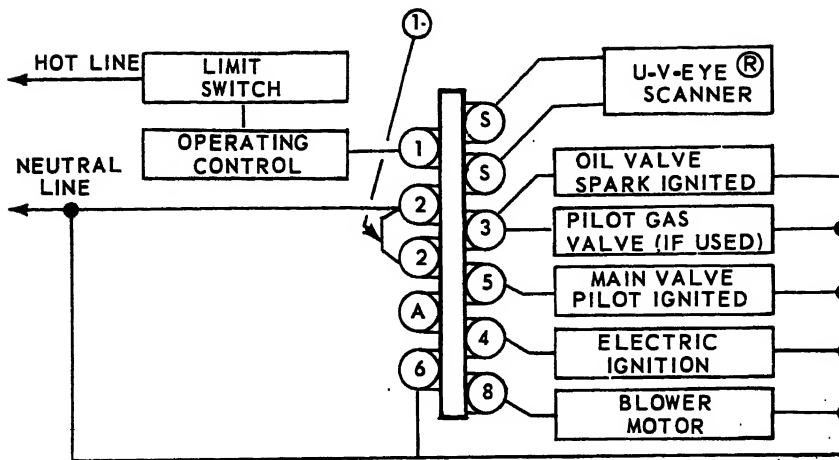 1-
HOT LINE
LIMIT
SWITCH
U-V-EYE ®
SCANNER
S
OPERATING
CONTROL
1
S
OIL VALVE
SPARK IGNITED
NEUTRAL
LINE
2
3
PILOT GAS
VALVE (IF USED)
2
5
MAIN VALVE
PILOT IGNITED
A
4
ELECTRIC
IGNITION
6
8
BLOWER
MOTOR